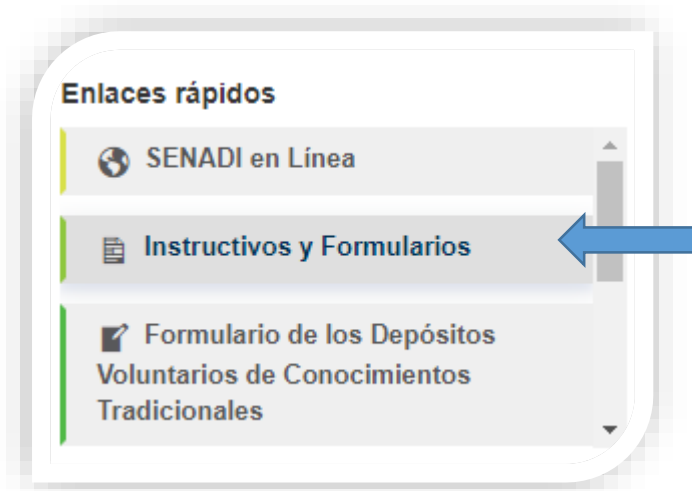 Enlaces rápidos
SENADI en Línea
Instructivos y Formularios
Formulario de los Depósitos
Voluntarios de Conocimientos
Tradicionales